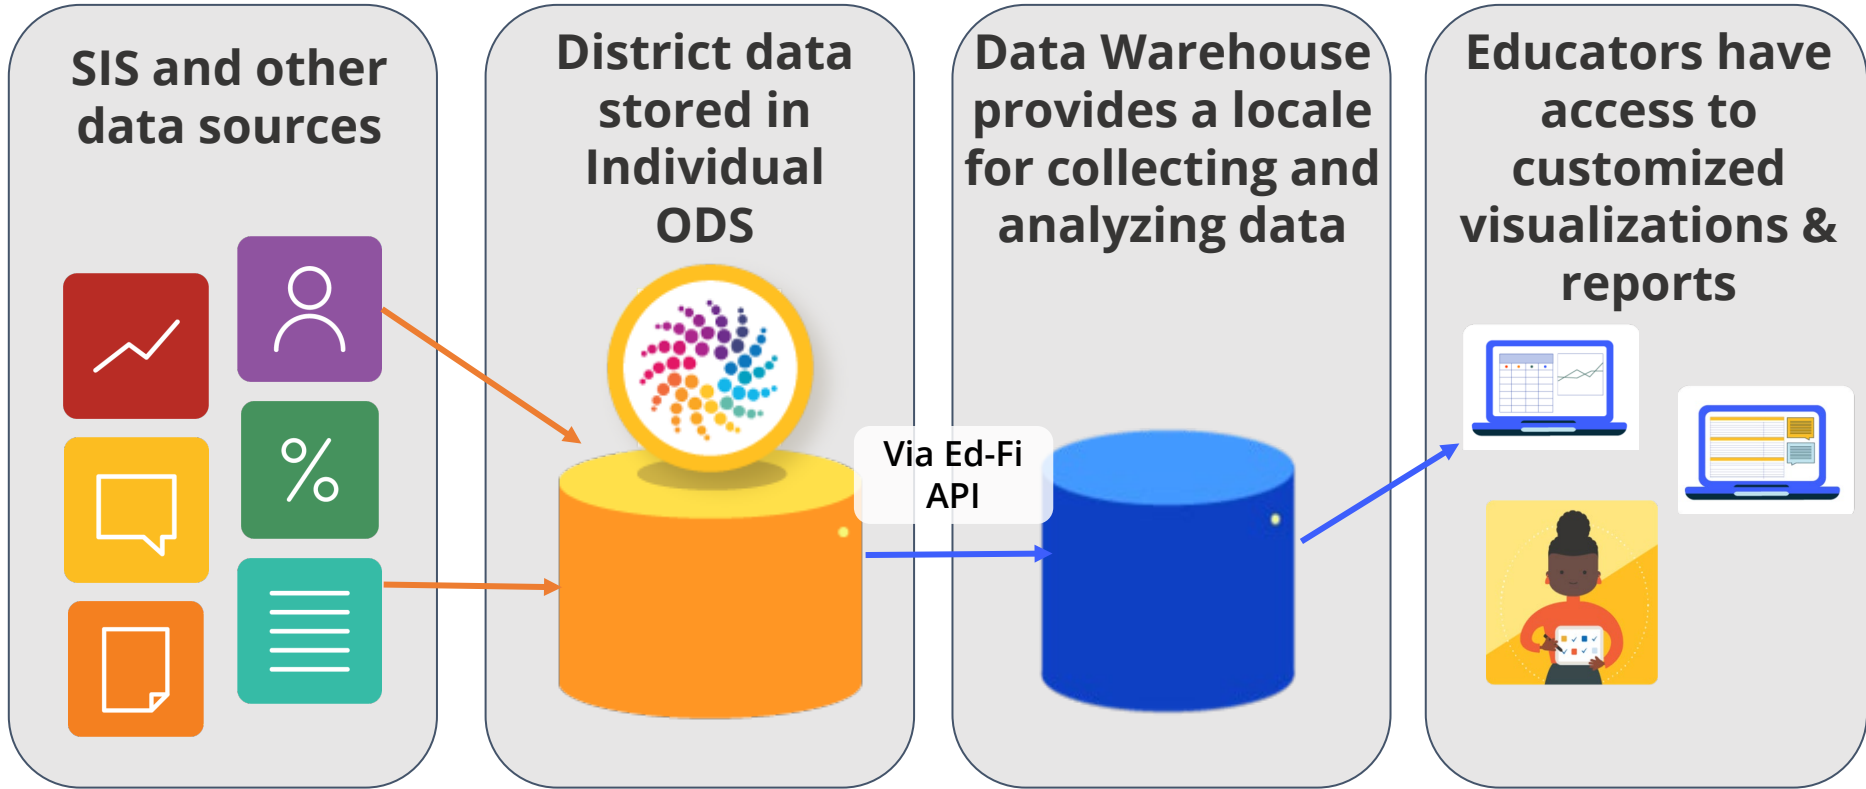 SIS and other
data sources
District data
stored in
Individual
ODS
Data Warehouse
provides a locale
for collecting and
analyzing data
Educators have
access to
customized
visualizations &
reports
Via Ed-Fi
API